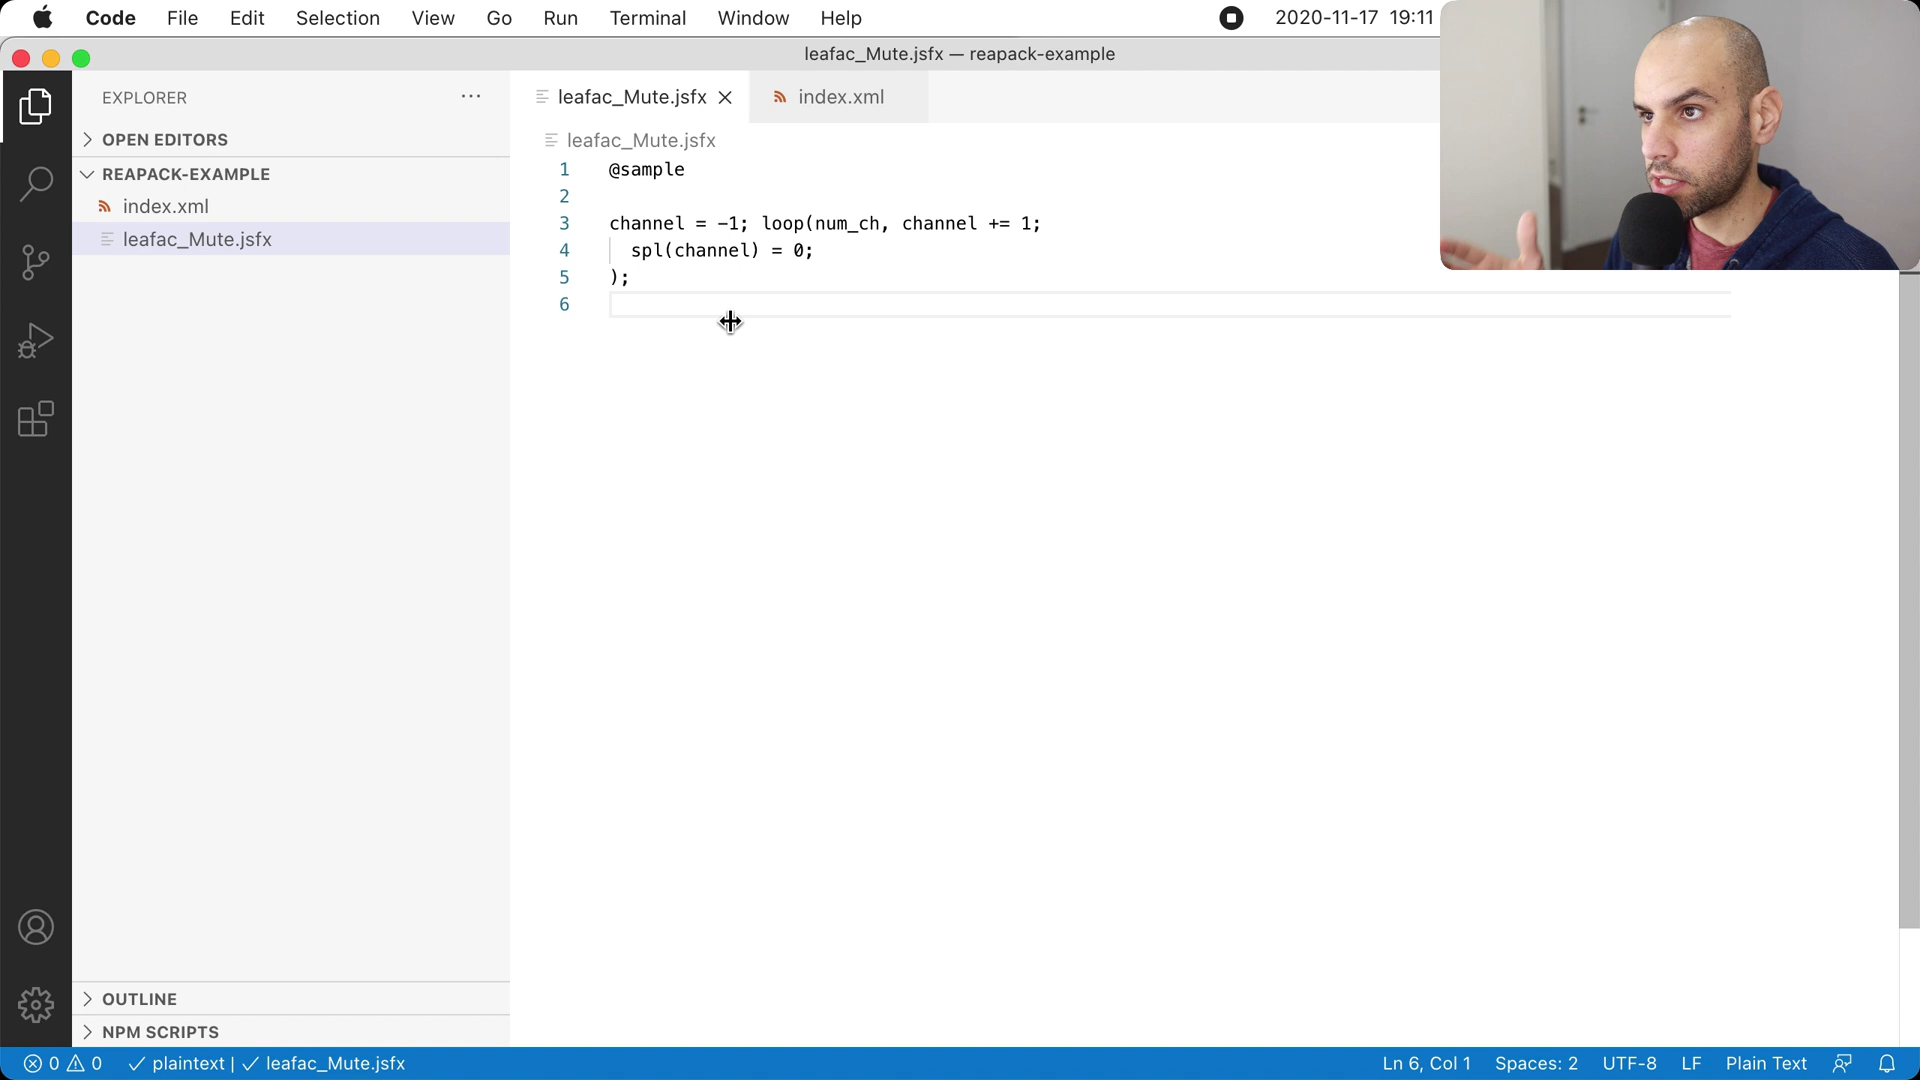 Code File Edit Selection View Go Run Terminal Window Help 2020-11-17 19:11
leafac_Mute.jsfx — reapack-example
EXPLORER
OPEN EDITORS
REAPACK-EXAMPLE
index.xml
leafac_Mute.jsfx
OUTLINE
NPM SCRIPTS
leafac_Mute.jsfx
index.xml
leafac_Mute.jsfx
1 @sample
2
3 channel = -1; loop(num_ch, channel += 1;
4 spl(channel) = 0;
5 );
6
0 0 plaintext | leafac_Mute.jsfx Ln 6, Col 1 Spaces: 2 UTF-8 LF Plain Text